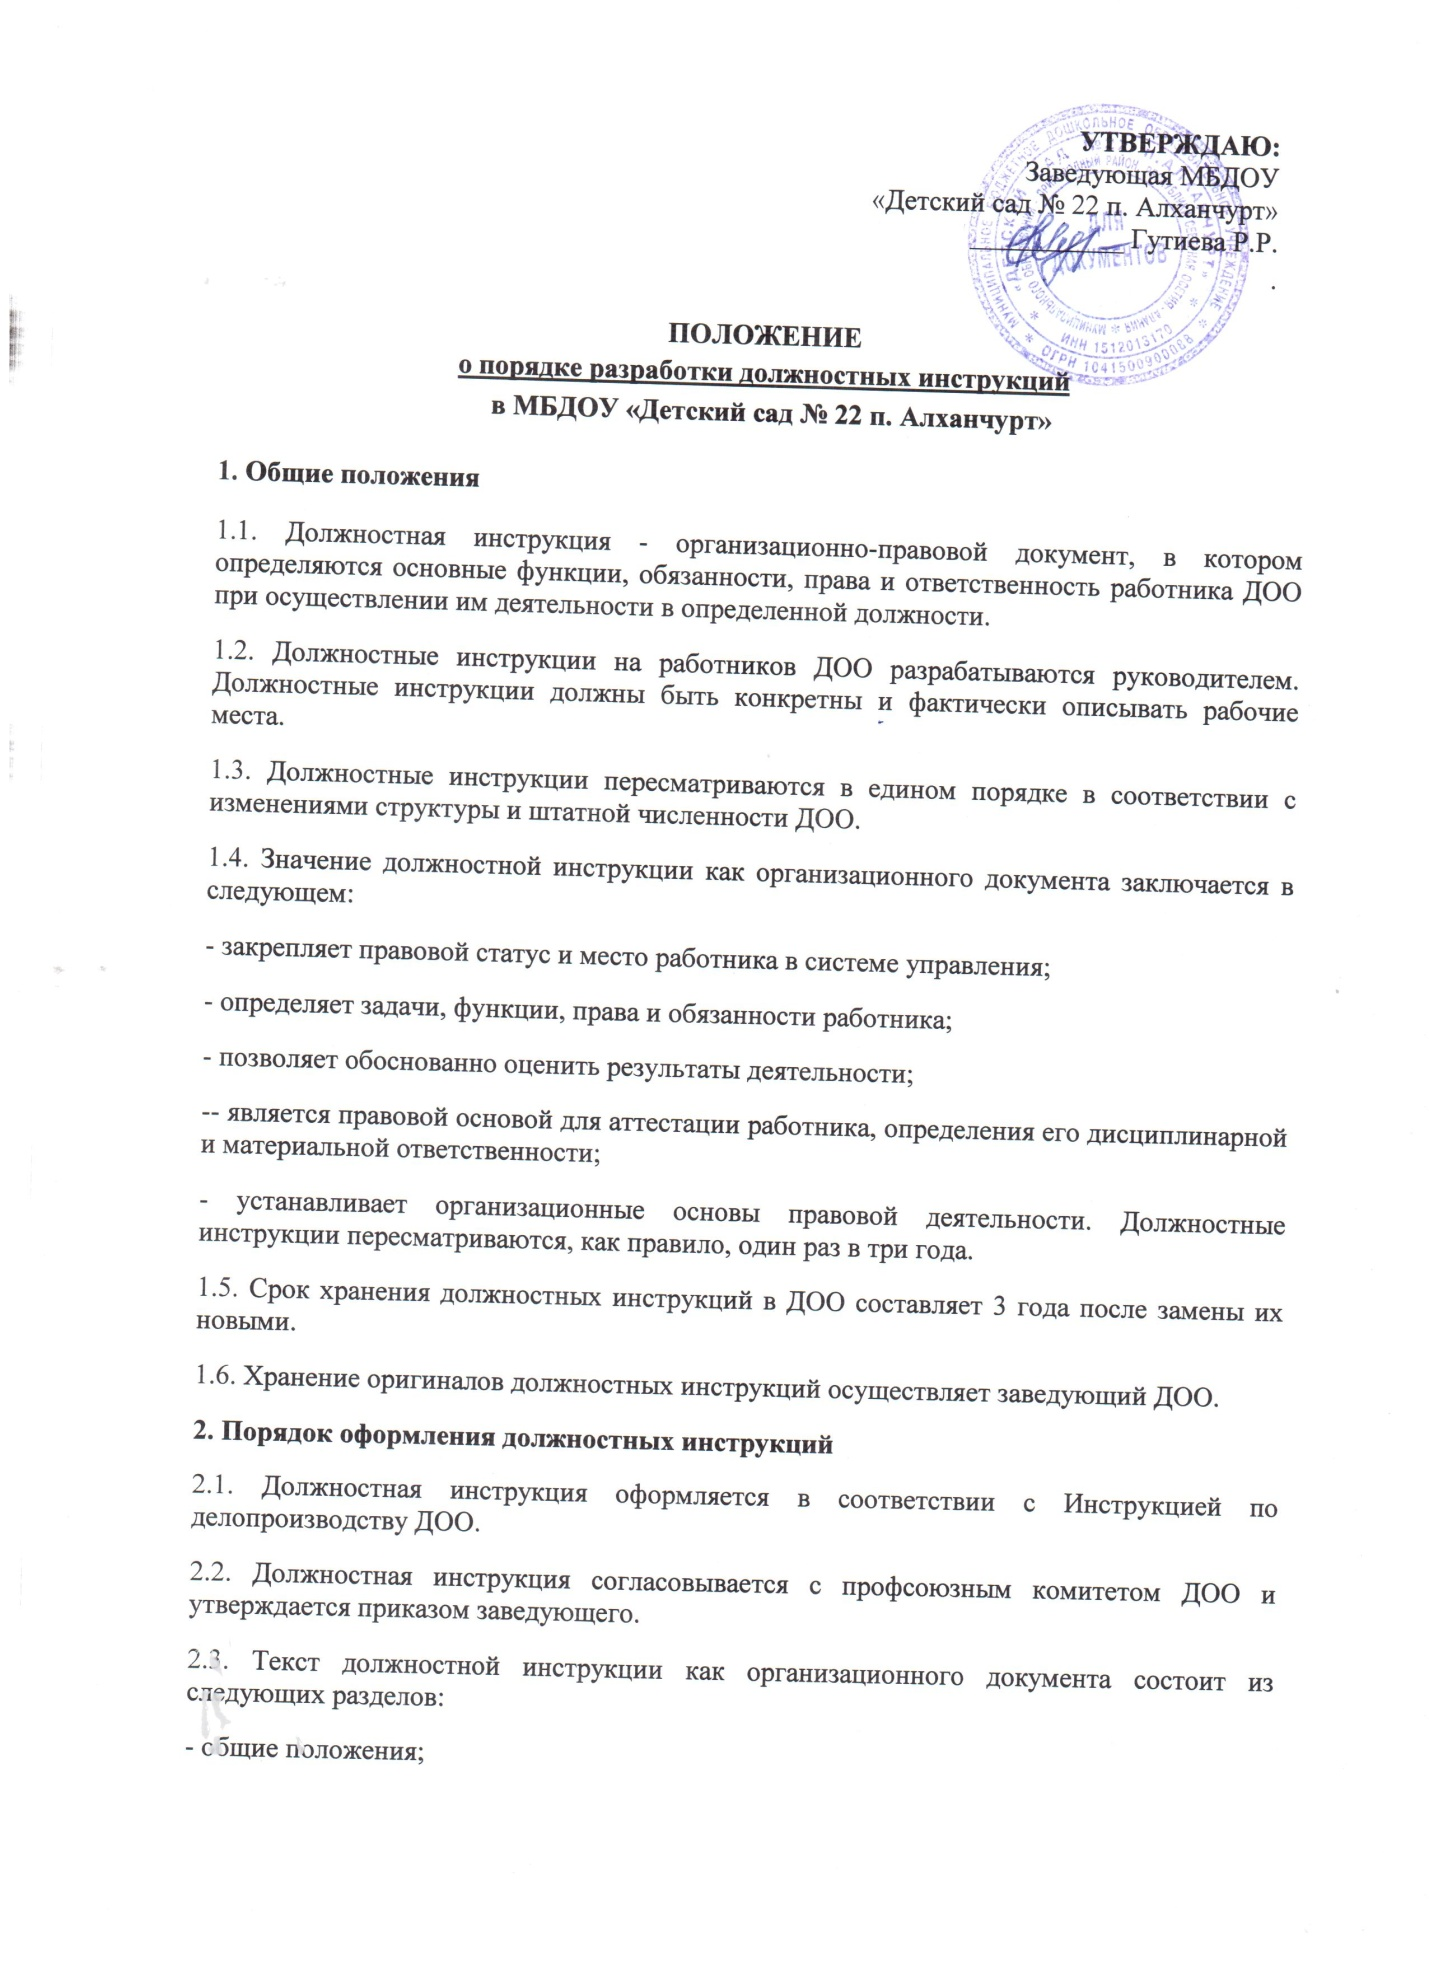 УТВЕРЖДАЮ:
Заведующая МБДОУ
«Детский сад № 22 п. Алханчурт»
Гутиева Р.Р.
ДЛЯ
ДОКУМЕНТОВ
ИНН 1512013170
ОГРН 1041500900068
ПОЛОЖЕНИЕ
о порядке разработки должностных инструкций
в МБДОУ «Детский сад № 22 п. Алханчурт»
1. Общие положения
1.1. Должностная инструкция - организационно-правовой документ, в котором
определяются основные функции, обязанности, права и ответственность работника ДОО
при осуществлении им деятельности в определенной должности.
1.2. Должностные инструкции на работников ДОО разрабатываются руководителем.
Должностные инструкции должны быть конкретны и фактически описывать рабочие
места.
1.3. Должностные инструкции пересматриваются в едином порядке в соответствии с
изменениями структуры и штатной численности ДОО.
1.4. Значение должностной инструкции как организационного документа заключается в
следующем:
- закрепляет правовой статус и место работника в системе управления;
- определяет задачи, функции, права и обязанности работника;
- позволяет обоснованно оценить результаты деятельности;
-- является правовой основой для аттестации работника, определения его дисциплинарной
и материальной ответственности;
- устанавливает организационные основы правовой деятельности. Должностные
инструкции пересматриваются, как правило, один раз в три года.
1.5. Срок хранения должностных инструкций в ДОО составляет 3 года после замены их
новыми.
1.6. Хранение оригиналов должностных инструкций осуществляет заведующий ДОО.
2. Порядок оформления должностных инструкций
2.1. Должностная инструкция оформляется в соответствии с Инструкцией по
делопроизводству ДОО.
2.2. Должностная инструкция согласовывается с профсоюзным комитетом ДОО и
утверждается приказом заведующего.
2.3. Текст должностной инструкции как организационного документа состоит из
следующих разделов:
- общие положения;